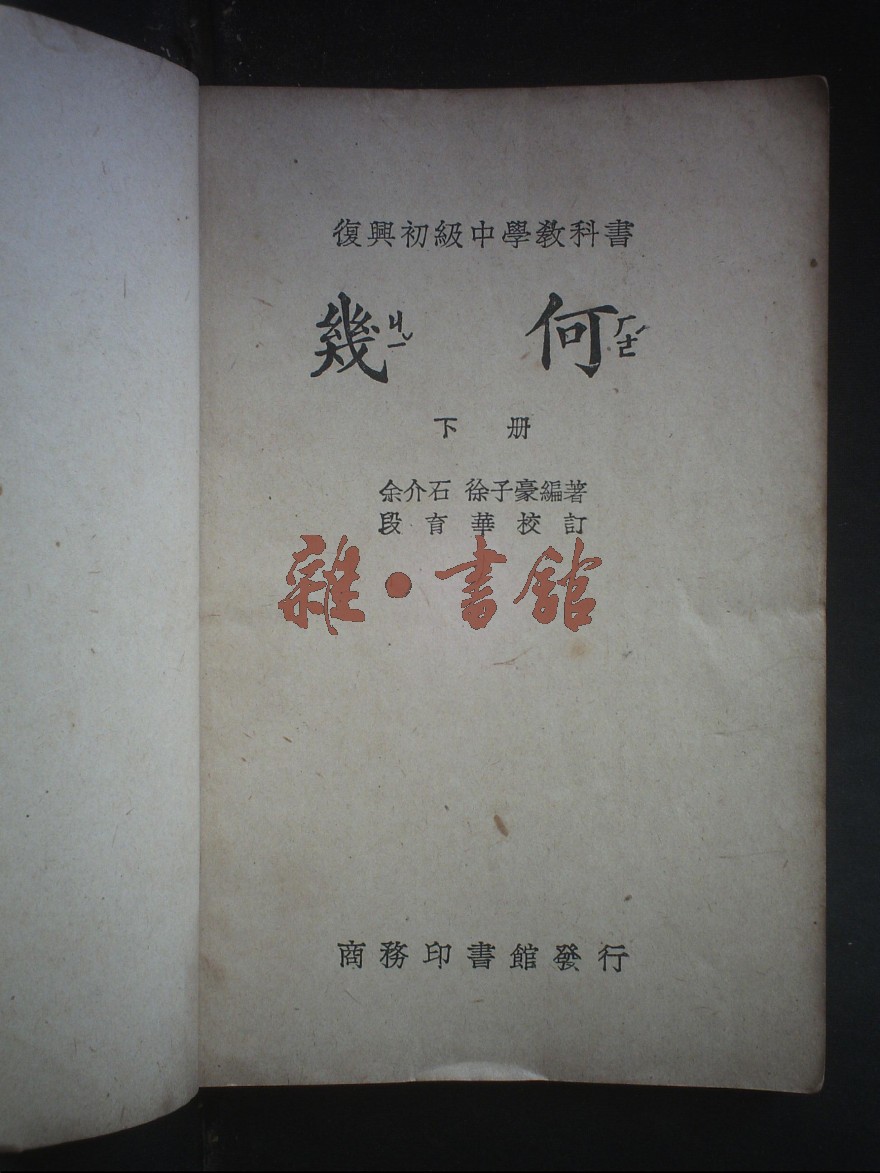 復興初級中學教科書
幾ㄐㄧˇ 何ㄏㄜˊ
下册
余介石 徐子豪編著
段育華校訂
雜·書館
商務印書館發行